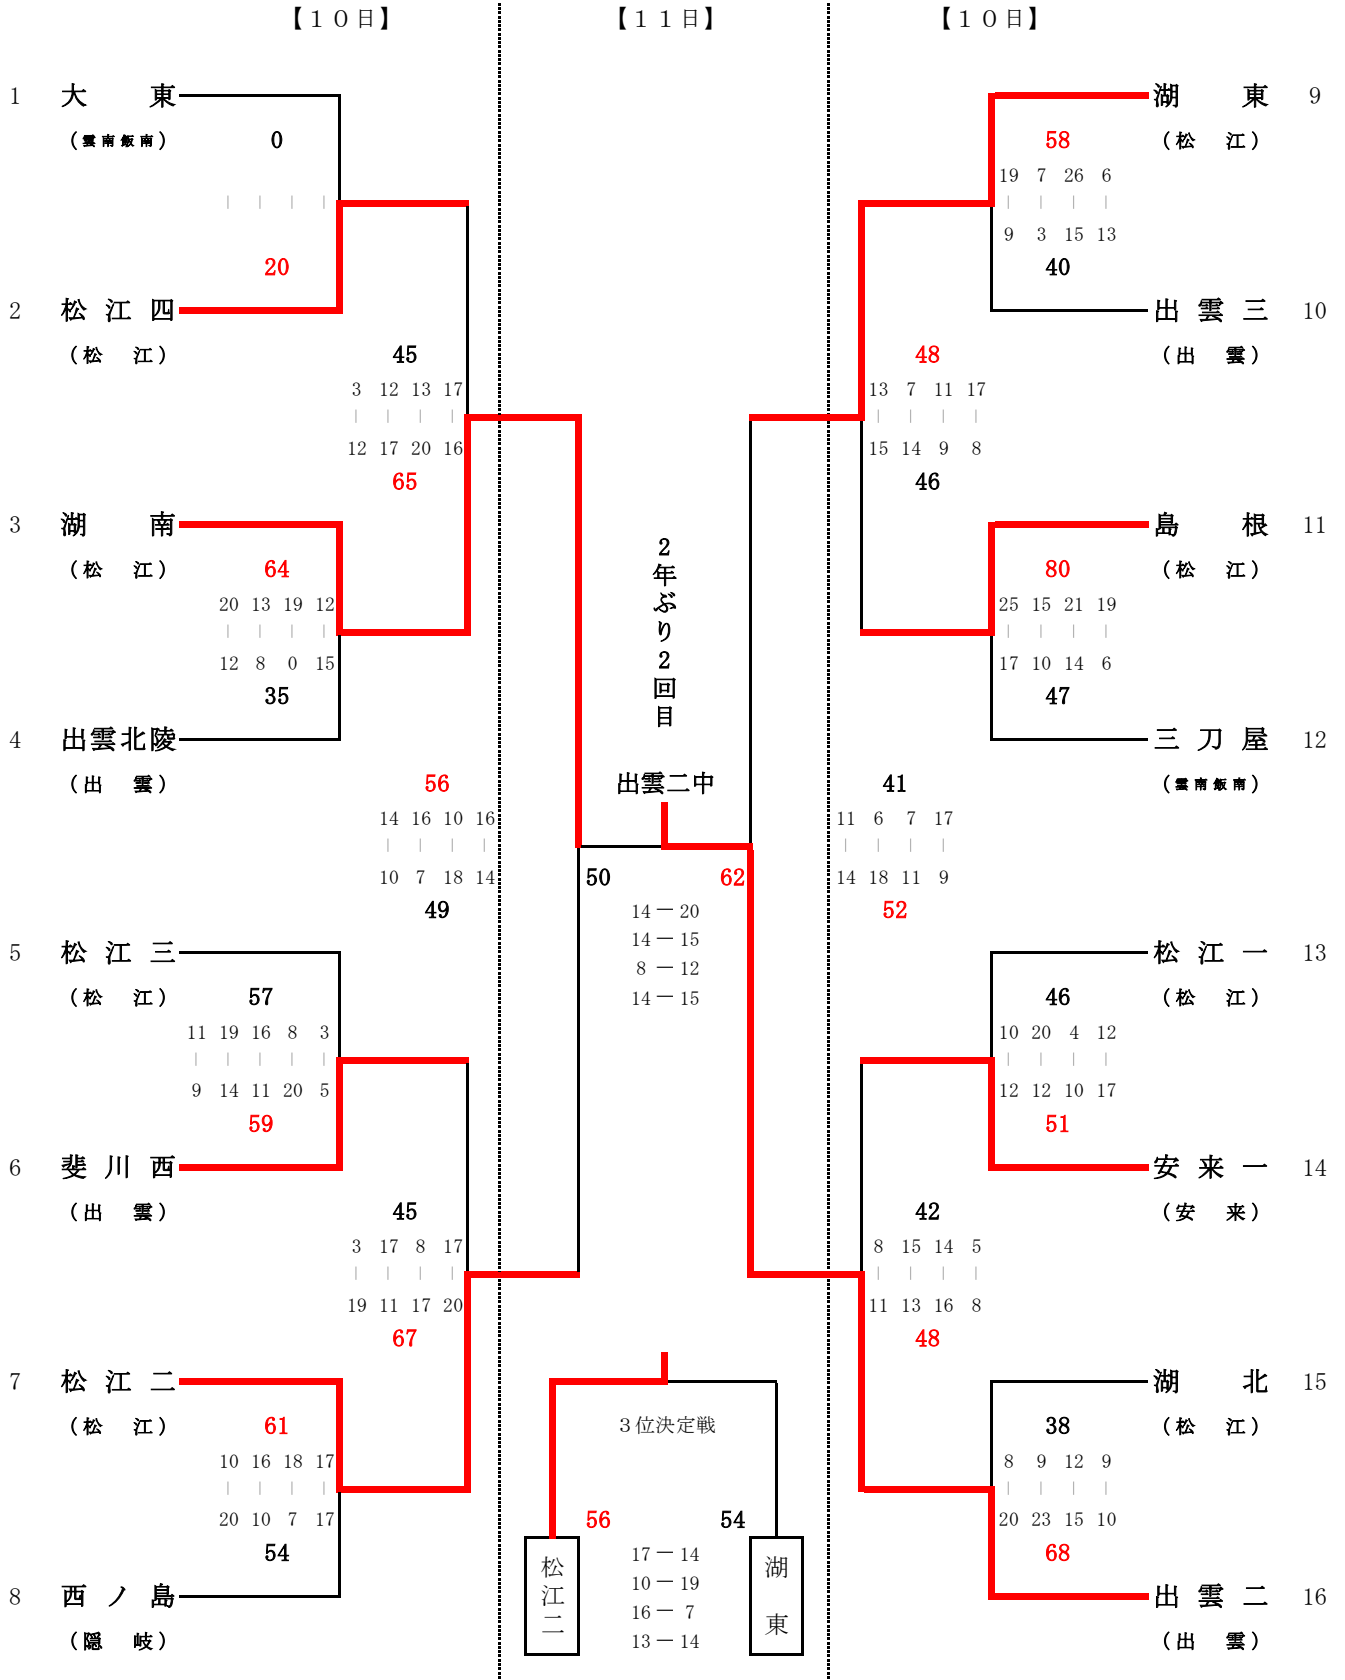 【１０日】
【１１日】
【１０日】
1 大東
（雲南飯南）
0
20
2 松江四
（松江）
45
3 12 13 17
12 17 20 16
65
3 湖南
（松江）
64
20 13 19 12
12 8 0 15
35
4 出雲北陵
（出雲）
56
14 16 10 16
10 7 18 14
49
5 松江三
（松江）
57
11 19 16 8 3
9 14 11 20 5
59
6 斐川西
（出雲）
45
3 17 8 17
19 11 17 20
67
7 松江二
（松江）
61
10 16 18 17
20 10 7 17
54
8 西ノ島
（隠岐）
2年ぶり2回目
出雲二中
50 62
14 － 20
14 － 15
8 － 12
14 － 15
３位決定戦
56 54
17 － 14
10 － 19
16 － 7
13 － 14
松江二
湖東
湖東 9
（松江）
58
19 7 26 6
9 3 15 13
40
出雲三 10
（出雲）
48
13 7 11 17
15 14 9 8
46
島根 11
（松江）
80
25 15 21 19
17 10 14 6
47
三刀屋 12
（雲南飯南）
41
11 6 7 17
14 18 11 9
52
松江一 13
（松江）
46
10 20 4 12
12 12 10 17
51
安来一 14
（安来）
42
8 15 14 5
11 13 16 8
48
湖北 15
（松江）
38
8 9 12 9
20 23 15 10
68
出雲二 16
（出雲）